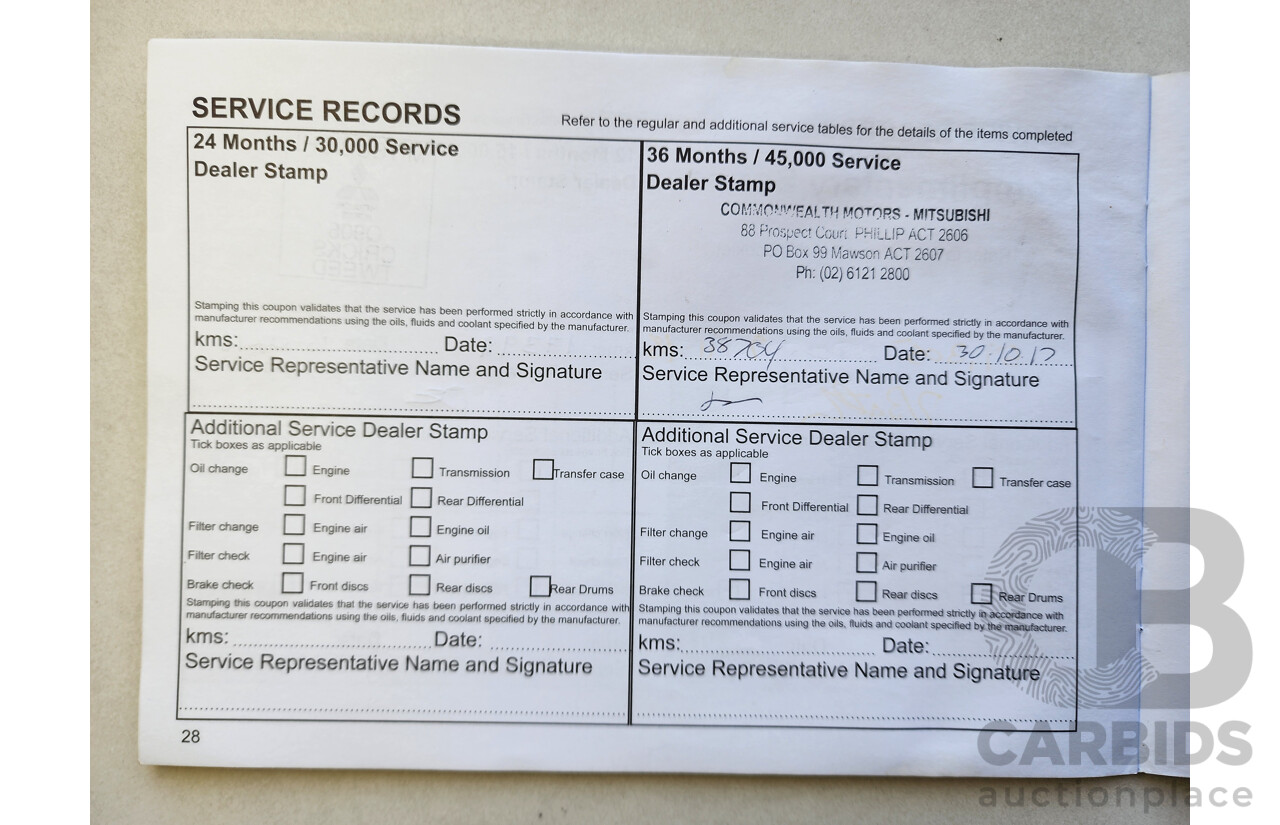 SERVICE RECORDS
Refer to the regular and additional service tables for the details of the items completed
24 Months / 30,000 Service
Dealer Stamp
Stamping this coupon validates that the service has been performed strictly in accordance with
manufacturer recommendations using the oils, fluids and coolant specified by the manufacturer.
kms: Date:
Service Representative Name and Signature
36 Months / 45,000 Service
Dealer Stamp
COMMONWEALTH MOTORS - MITSUBISHI
88 Prospect Court PHILLIP ACT 2606
PO Box 99 Mawson ACT 2607
Ph: (02) 6121 2800
Stamping this coupon validates that the service has been performed strictly in accordance with
manufacturer recommendations using the oils, fluids and coolant specified by the manufacturer.
kms: 38704 Date: 30.10.17
Service Representative Name and Signature
Additional Service Dealer Stamp
Tick boxes as applicable
Oil change Engine Transmission Transfer case
Front Differential Rear Differential
Filter change Engine air Engine oil
Filter check Engine air Air purifier
Brake check Front discs Rear discs Rear Drums
Stamping this coupon validates that the service has been performed strictly in accordance with
manufacturer recommendations using the oils, fluids and coolant specified by the manufacturer.
kms: Date:
Service Representative Name and Signature
Additional Service Dealer Stamp
Tick boxes as applicable
Oil change Engine Transmission Transfer case
Front Differential Rear Differential
Filter change Engine air Engine oil
Filter check Engine air Air purifier
Brake check Front discs Rear discs Rear Drums
Stamping this coupon validates that the service has been performed strictly in accordance with
manufacturer recommendations using the oils, fluids and coolant specified by the manufacturer.
kms: Date:
Service Representative Name and Signature
28
CARBIDS
auctionplace